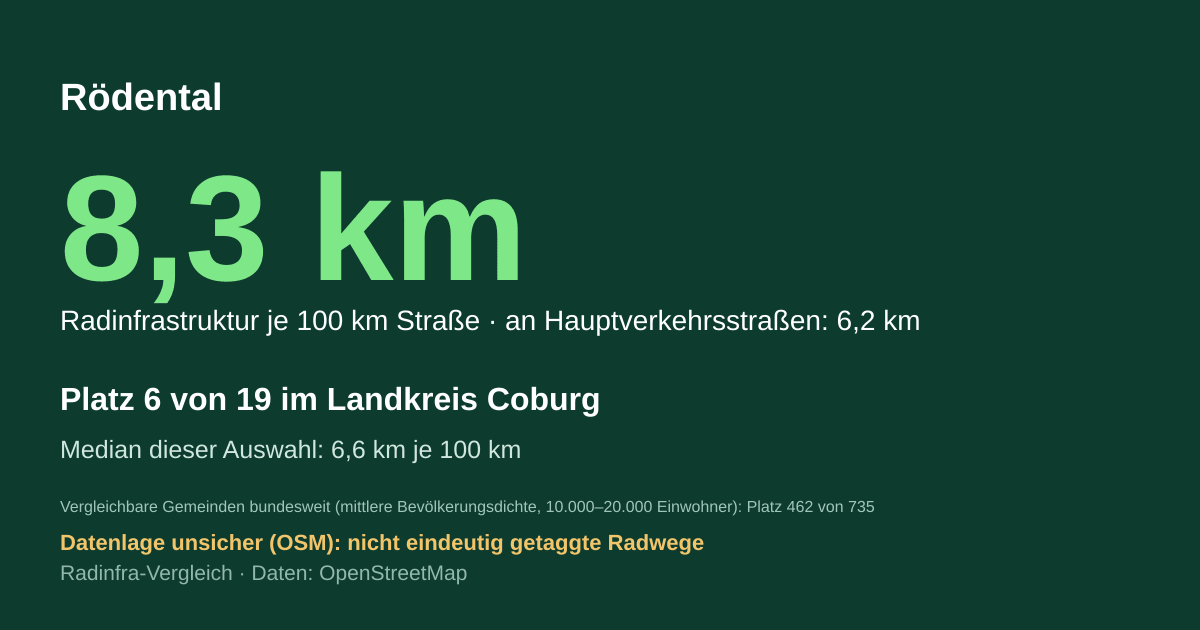 Rödental
8,3 km
Radinfrastruktur je 100 km Straße · an Hauptverkehrsstraßen: 6,2 km
Platz 6 von 19 im Landkreis Coburg
Median dieser Auswahl: 6,6 km je 100 km
Vergleichbare Gemeinden bundesweit (mittlere Bevölkerungsdichte, 10.000–20.000 Einwohner): Platz 462 von 735
Datenlage unsicher (OSM): nicht eindeutig getaggte Radwege
Radinfra-Vergleich · Daten: OpenStreetMap